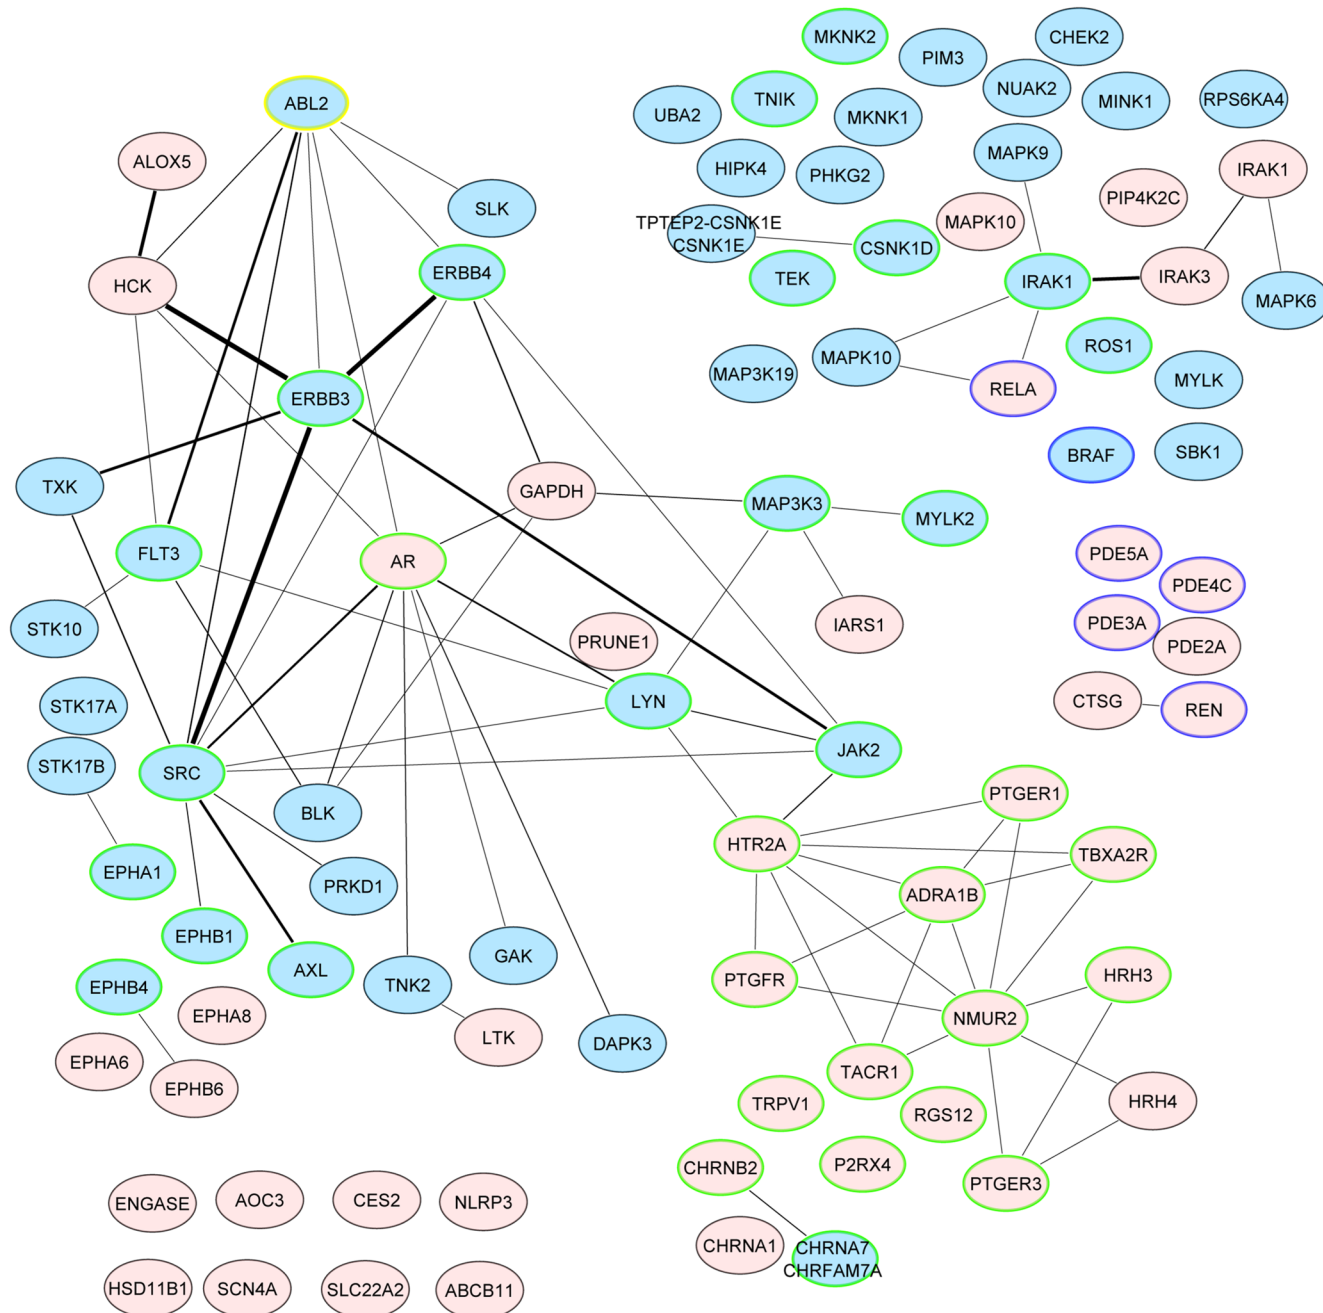 MKNK2
CHEK2
PIM3
ABL2
TNIK
NUAK2
MINK1
RPS6KA4
UBA2
MKNK1
ALOX5
MAPK9
IRAK1
HIPK4
PHKG2
PIP4K2C
SLK
TPTEP2-CSNK1E
CSNK1E
MAPK10
CSNK1D
ERBB4
HCK
TEK
IRAK1
IRAK3
MAPK6
ROS1
MAPK10
MAP3K19
RELA
MYLK
ERBB3
BRAF
SBK1
TXK
GAPDH
MAP3K3
MYLK2
FLT3
AR
PDE5A
PDE4C
STK10
PRUNE1
IARS1
PDE3A
PDE2A
STK17A
LYN
CTSG
REN
STK17B
SRC
JAK2
PTGER1
BLK
HTR2A
TBXA2R
EPHA1
PRKD1
ADRA1B
EPHB1
GAK
AXL
EPHB4
TNK2
PTGFR
HRH3
EPHA8
NMUR2
LTK
DAPK3
EPHA6
EPHB6
TACR1
TRPV1
RGS12
HRH4
CHRNB2
P2RX4
PTGER3
ENGASE
AOC3
CES2
NLRP3
CHRNA1
CHRNA7
CHRFAM7A
HSD11B1
SCN4A
SLC22A2
ABCB11